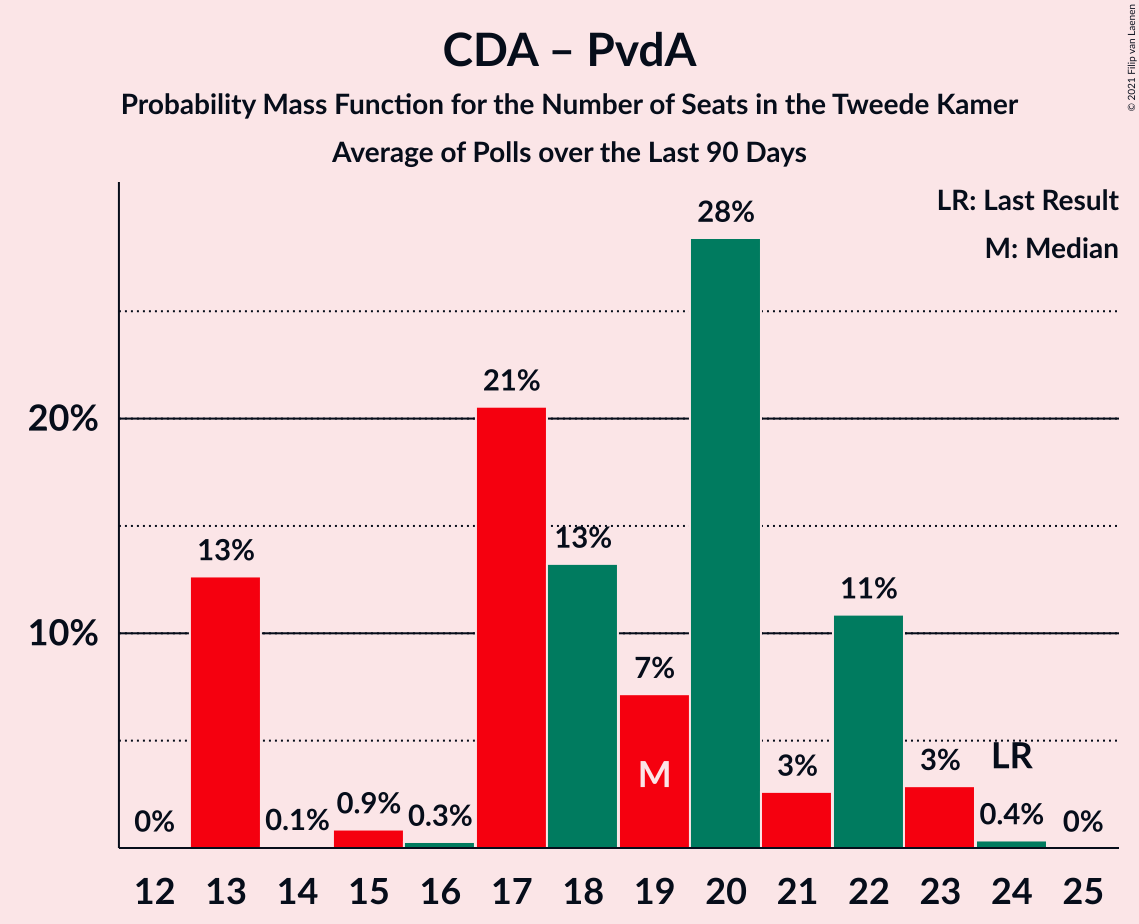 CDA – PvdA
Probability Mass Function for the Number of Seats in the Tweede Kamer
Average of Polls over the Last 90 Days
© 2021 Filip van Laenen
LR: Last Result
M: Median
28%
21%
20%
13%
13%
11%
10%
7%
M
3%
3%
LR
0%
0.1%
0.9%
0.3%
0.4%
0%
12 13 14 15 16 17 18 19 20 21 22 23 24 25